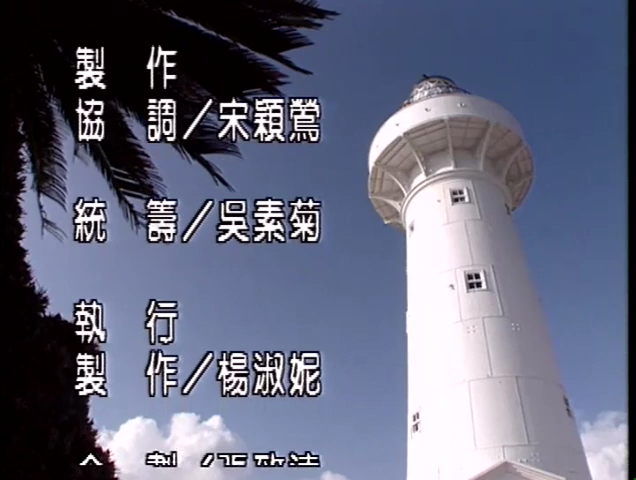 製 作
協 調／宋穎鶯
統 籌／吳素菊
執 行
製 作／楊淑妮